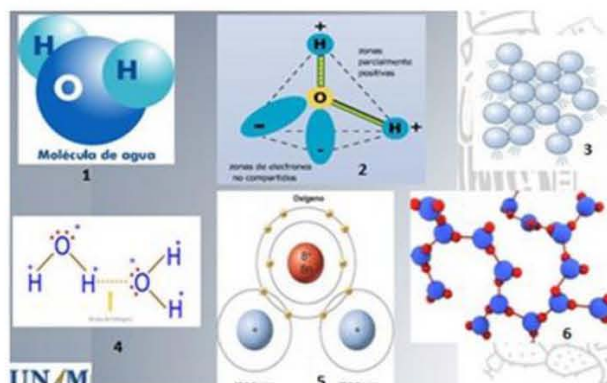 H
H
O
Molécula de agua
1
+
H
zonas
parcialmente
positivas
O
-
-
H
+
zonas de electrones
no compartidos
2
3
O
H
H
O
H
H
4
Oxígeno
8+
+
+
5
6
UNAM